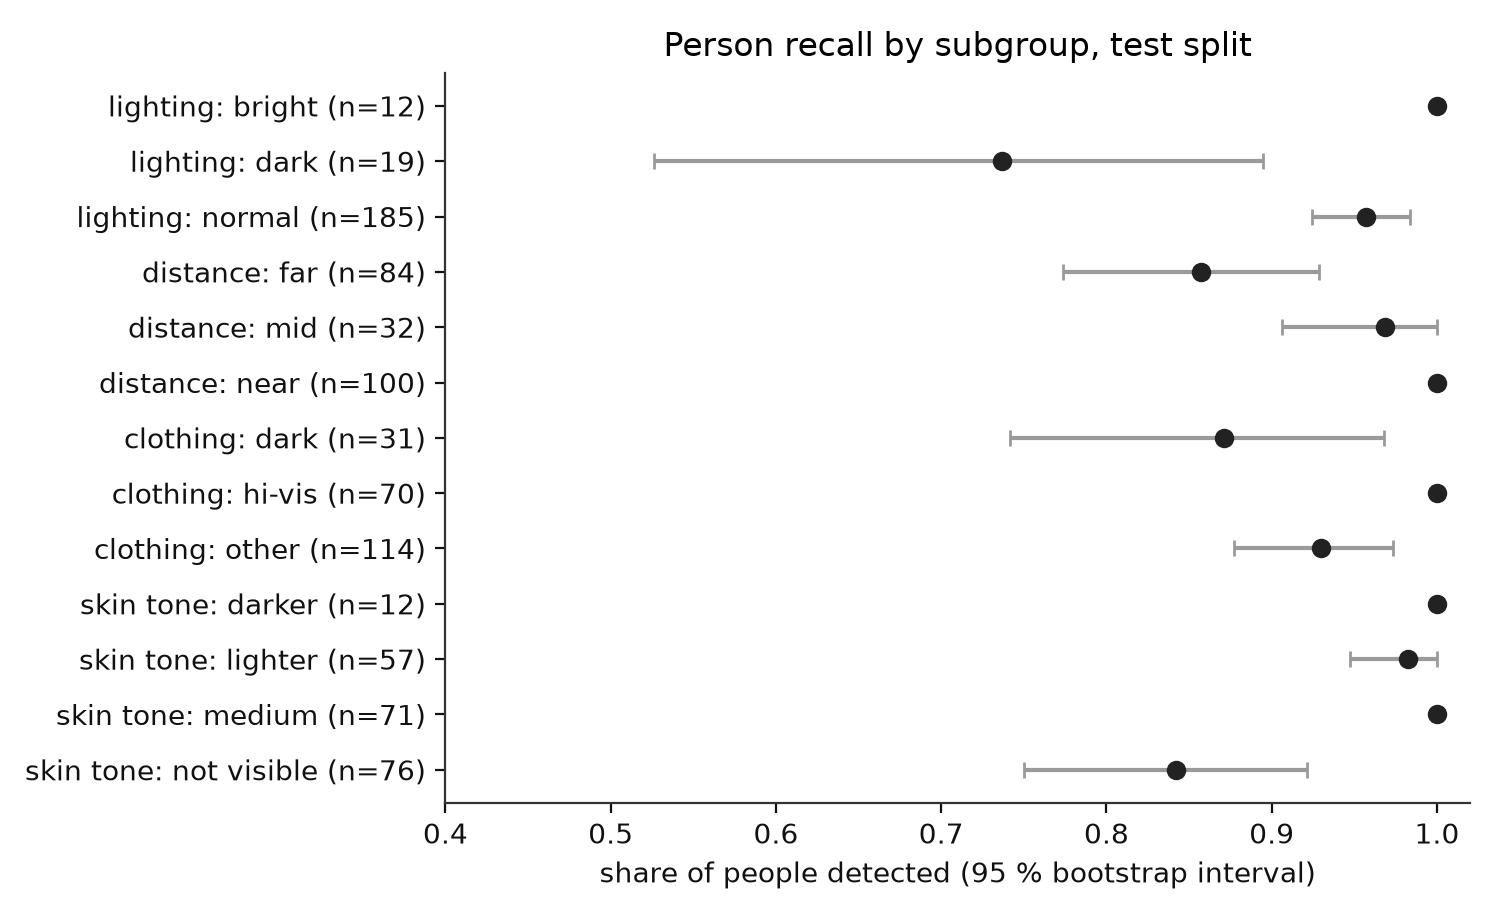 Person recall by subgroup, test split
lighting: bright (n=12)
lighting: dark (n=19)
lighting: normal (n=185)
distance: far (n=84)
distance: mid (n=32)
distance: near (n=100)
clothing: dark (n=31)
clothing: hi-vis (n=70)
clothing: other (n=114)
skin tone: darker (n=12)
skin tone: lighter (n=57)
skin tone: medium (n=71)
skin tone: not visible (n=76)
0.4 0.5 0.6 0.7 0.8 0.9 1.0
share of people detected (95 % bootstrap interval)